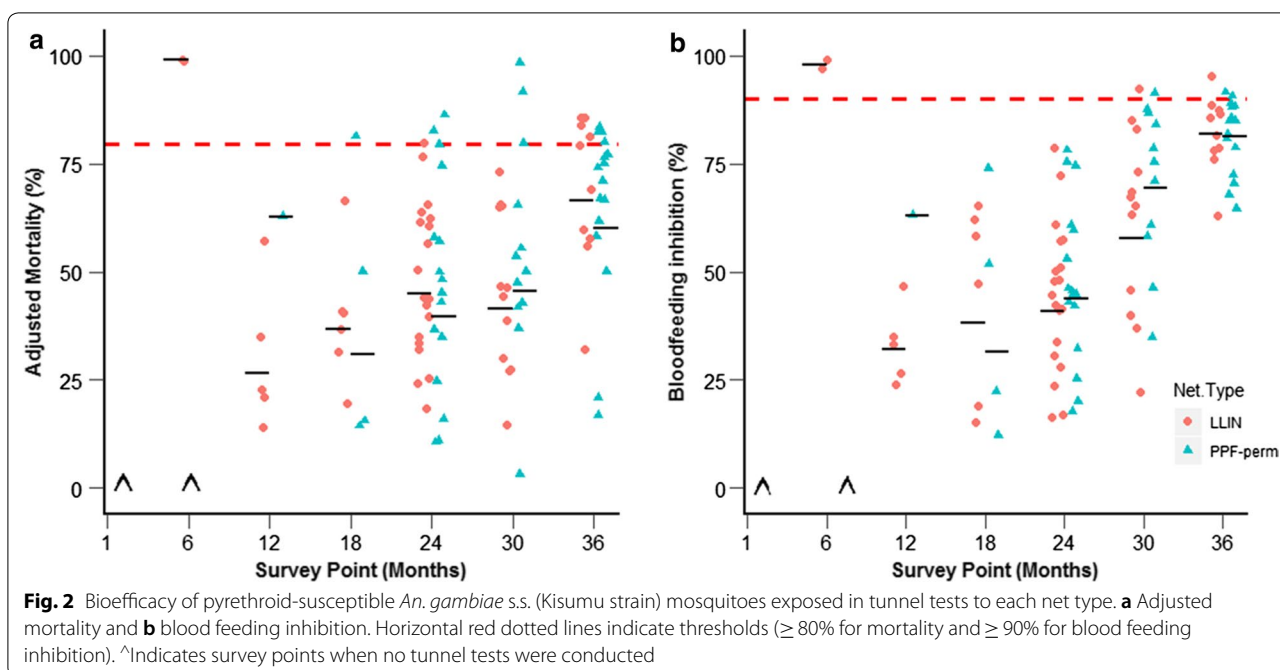 a
100
75
50
25
0
Adjusted Mortality (%)
1 6 12 18 24 30 36
Survey Point (Months)
b
100
75
50
25
0
Bloodfeeding inhibition (%)
1 6 12 18 24 30 36
Survey Point (Months)
Net.Type
LLIN
PPF-perm
Fig. 2 Bioefficacy of pyrethroid-susceptible An. gambiae s.s. (Kisumu strain) mosquitoes exposed in tunnel tests to each net type. a Adjusted
mortality and b blood feeding inhibition. Horizontal red dotted lines indicate thresholds (≥ 80% for mortality and ≥ 90% for blood feeding
inhibition). ^Indicates survey points when no tunnel tests were conducted